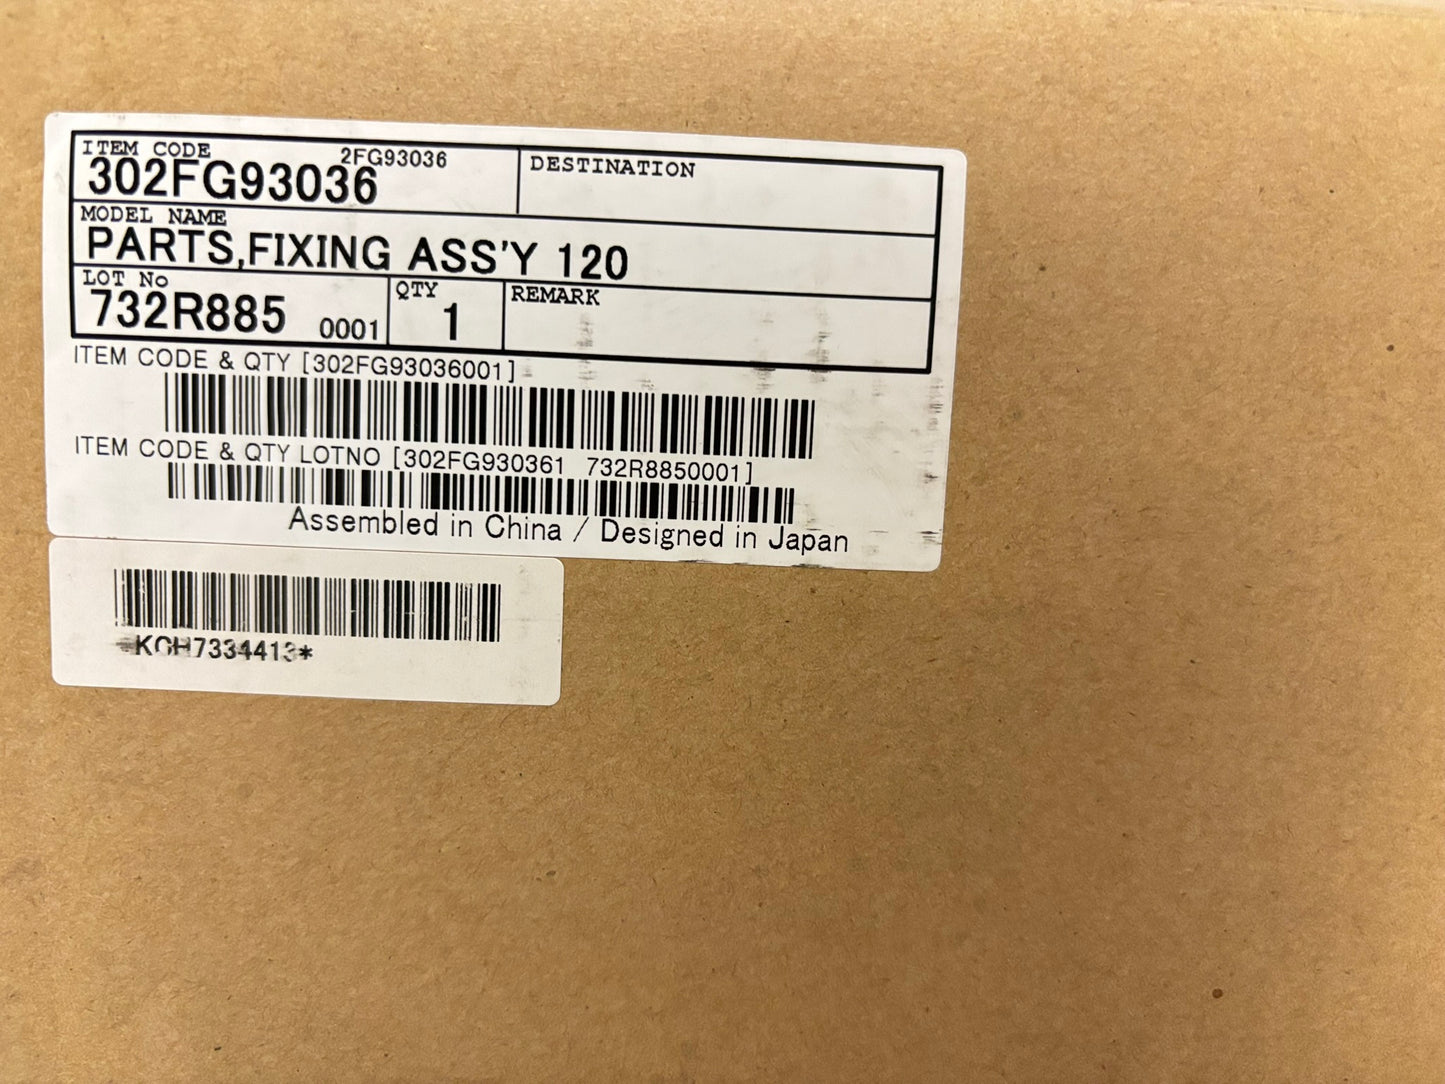 ITEM CODE 2FG93036
302FG93036
DESTINATION
MODEL NAME
PARTS,FIXING ASS'Y 120
LOT No
732R885 0001
QTY
1
REMARK
ITEM CODE & QTY [302FG93036001]
ITEM CODE & QTY LOTNO [302FG930361 732R8850001]
Assembled in China / Designed in Japan
*KCH7334413*